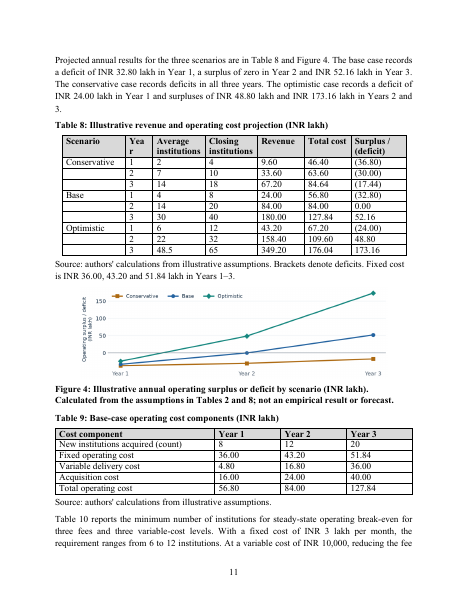 Projected annual results for the three scenarios are in Table 8 and Figure 4. The base case records
a deficit of INR 32.80 lakh in Year 1, a surplus of zero in Year 2 and INR 52.16 lakh in Year 3.
The conservative case records deficits in all three years. The optimistic case records a deficit of
INR 24.00 lakh in Year 1 and surpluses of INR 48.80 lakh and INR 173.16 lakh in Years 2 and
3.
Table 8: Illustrative revenue and operating cost projection (INR lakh)
Scenario Yea r Average institutions Closing institutions Revenue Total cost Surplus / (deficit)
Conservative 1 2 4 9.60 46.40 (36.80)
2 7 10 33.60 63.60 (30.00)
3 14 18 67.20 84.64 (17.44)
Base 1 4 8 24.00 56.80 (32.80)
2 14 20 84.00 84.00 0.00
3 30 40 180.00 127.84 52.16
Optimistic 1 6 12 43.20 67.20 (24.00)
2 22 32 158.40 109.60 48.80
3 48.5 65 349.20 176.04 173.16
Source: authors' calculations from illustrative assumptions. Brackets denote deficits. Fixed cost
is INR 36.00, 43.20 and 51.84 lakh in Years 1–3.
Conservative Base Optimistic
Operating surplus / deficit
(INR lakh)
150
100
50
0
Year 1 Year 2 Year 3
Figure 4: Illustrative annual operating surplus or deficit by scenario (INR lakh).
Calculated from the assumptions in Tables 2 and 8; not an empirical result or forecast.
Table 9: Base-case operating cost components (INR lakh)
Cost component Year 1 Year 2 Year 3
New institutions acquired (count) 8 12 20
Fixed operating cost 36.00 43.20 51.84
Variable delivery cost 4.80 16.80 36.00
Acquisition cost 16.00 24.00 40.00
Total operating cost 56.80 84.00 127.84
Source: authors' calculations from illustrative assumptions.
Table 10 reports the minimum number of institutions for steady-state operating break-even for
three fees and three variable-cost levels. With a fixed cost of INR 3 lakh per month, the
requirement ranges from 6 to 12 institutions. At a variable cost of INR 10,000, reducing the fee
11